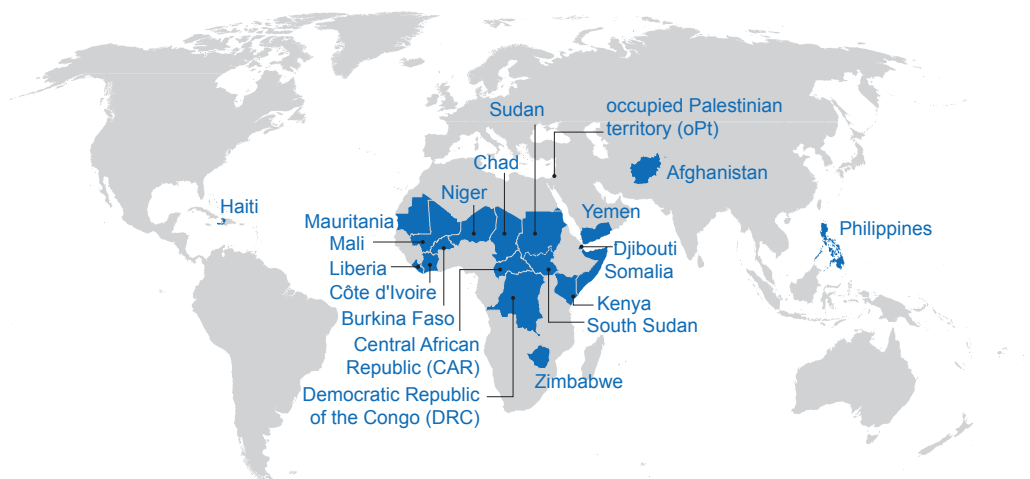 Sudan
occupied Palestinian
territory (oPt)
Chad
Afghanistan
Niger
Haiti
Mauritania
Yemen
Philippines
Mali
Djibouti
Liberia
Somalia
Côte d'Ivoire
Kenya
Burkina Faso
South Sudan
Central African
Republic (CAR)
Zimbabwe
Democratic Republic
of the Congo (DRC)